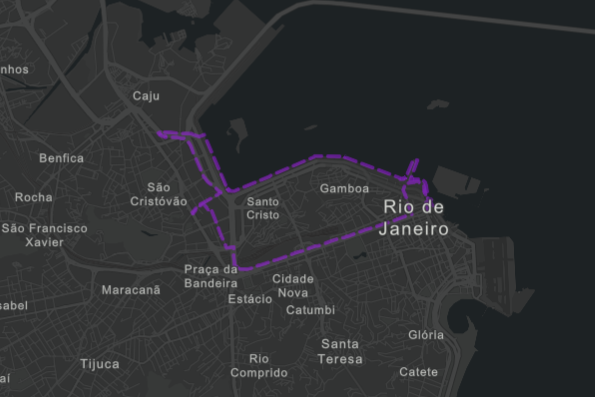 nhos
Caju
Benfica
São
Cristóvão
Rocha
Santo
Cristo
Gamboa
Rio de
Janeiro
São Francisco
Xavier
Praça da
Bandeira
Cidade
Nova
Estácio
Maracanã
Catumbi
sabel
Glória
Santa
Teresa
Tijuca
Rio
Comprido
Catete
aí